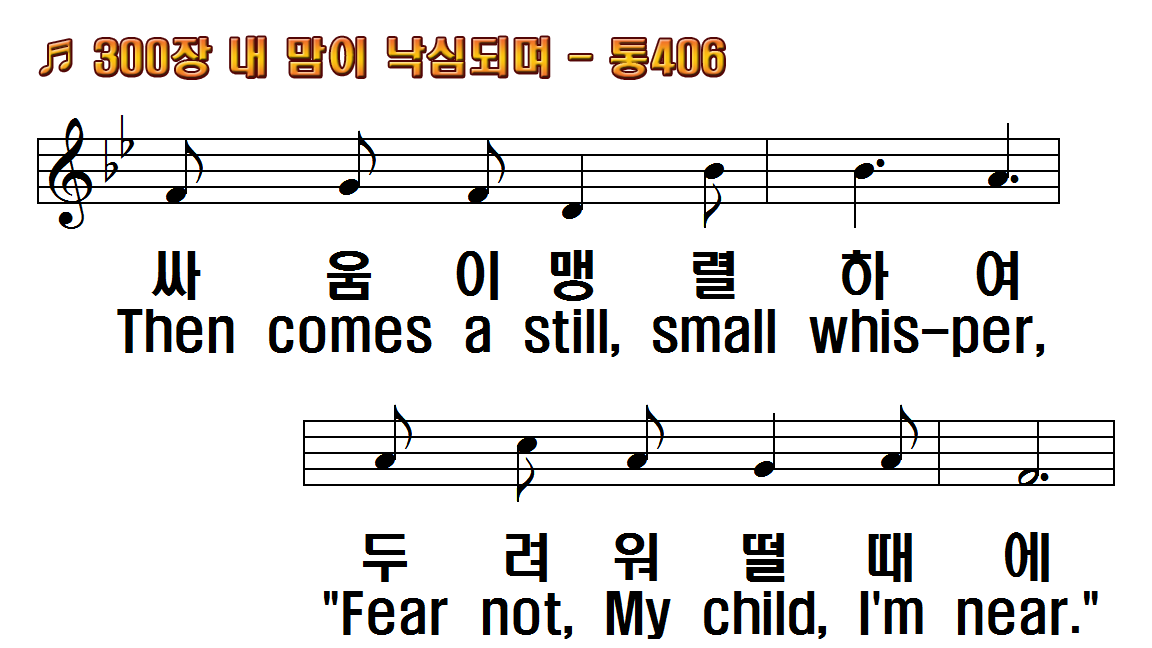 300장 내 맘이 낙심되며 - 통406
싸 움 이 맹 렬 하 여
Then comes a still, small whis-per,
두 려 워 떨 때 에
"Fear not, My child, I'm near."